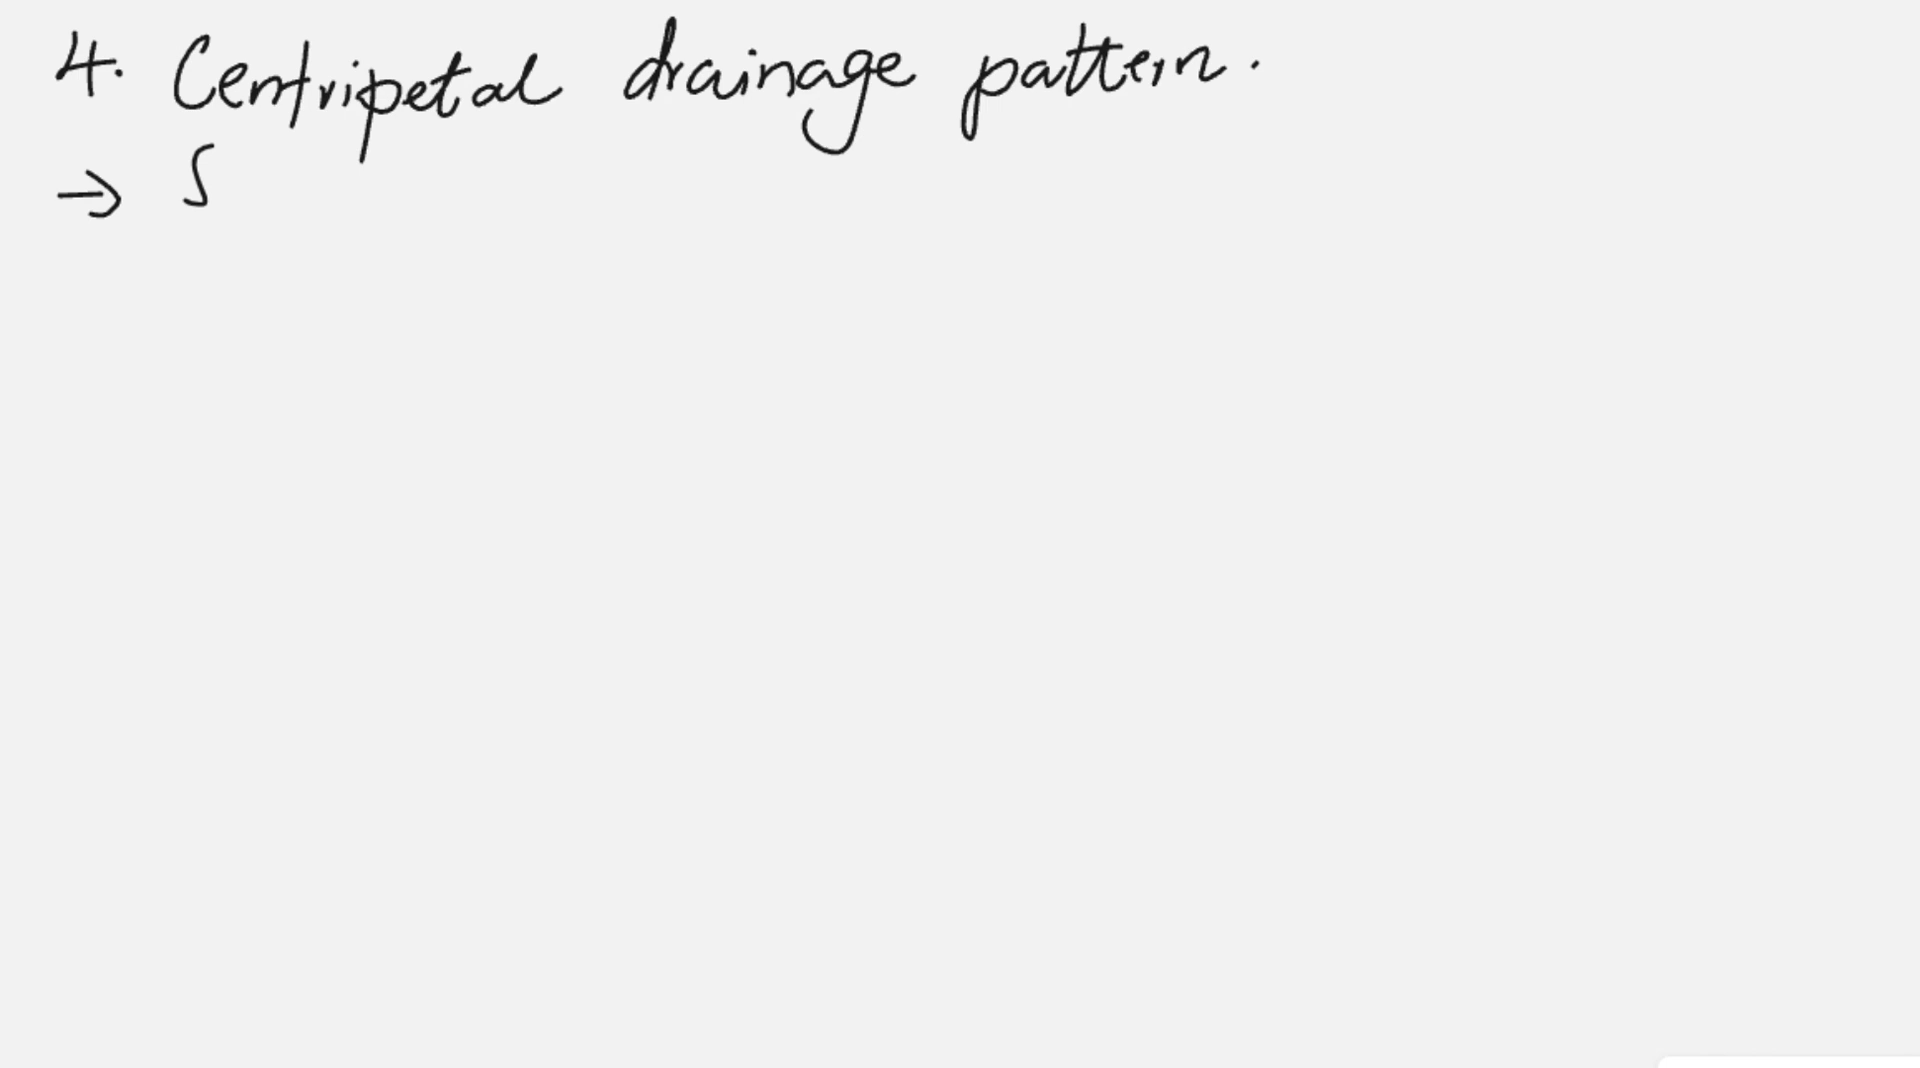 4. Centripetal drainage pattern.
→ S